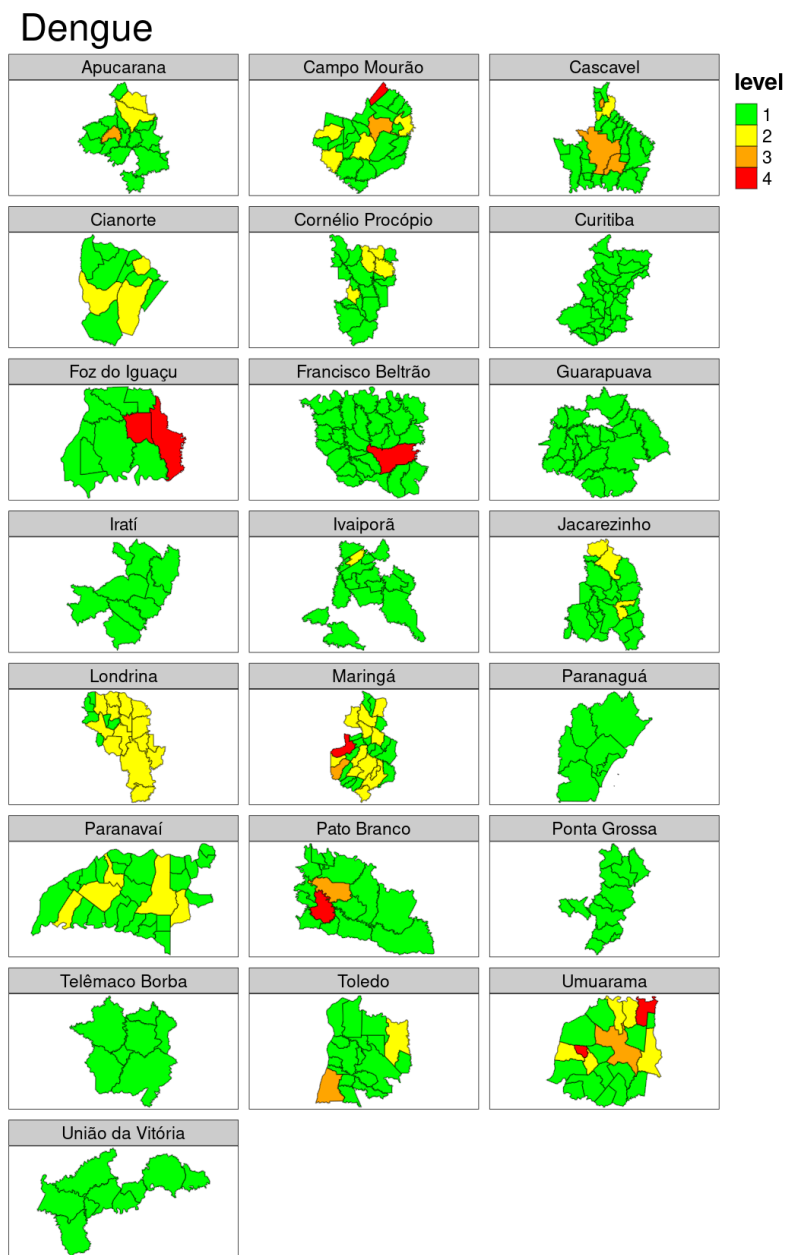 Dengue
Apucarana
Campo Mourão
Cascavel
level
1
2
3
4
Cianorte
Cornélio Procópio
Curitiba
Foz do Iguaçu
Francisco Beltrão
Guarapuava
Iratí
Ivaiporã
Jacarezinho
Londrina
Maringá
Paranaguá
Paranavaí
Pato Branco
Ponta Grossa
Telêmaco Borba
Toledo
Umuarama
União da Vitória